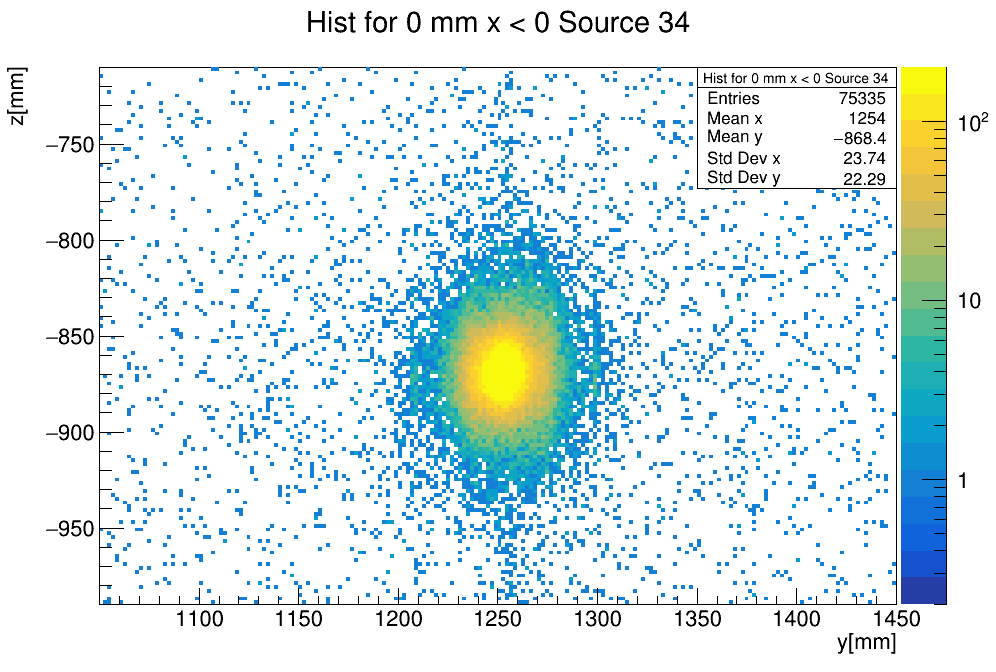 Hist for 0 mm x < 0 Source 34
z[mm]
Hist for 0 mm x < 0 Source 34
Entries 75335
Mean x 1254
Mean y −868.4
Std Dev x 23.74
Std Dev y 22.29
10²
10
1
−750
−800
−850
−900
−950
1100 1150 1200 1250 1300 1350 1400 1450
y[mm]